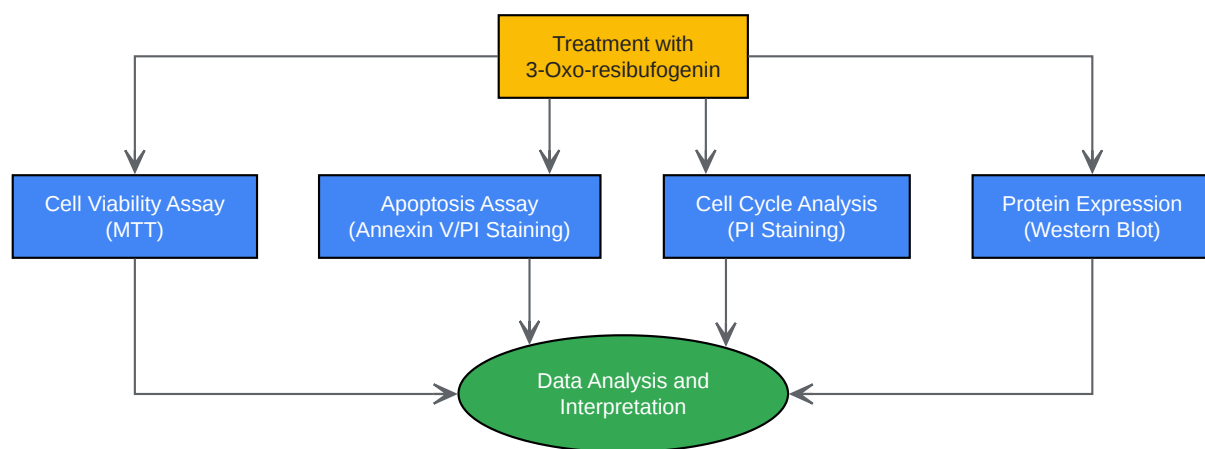 Treatment with
3-Oxo-resibufogenin
Cell Viability Assay
(MTT)
Apoptosis Assay
(Annexin V/PI Staining)
Cell Cycle Analysis
(PI Staining)
Protein Expression
(Western Blot)
Data Analysis and
Interpretation